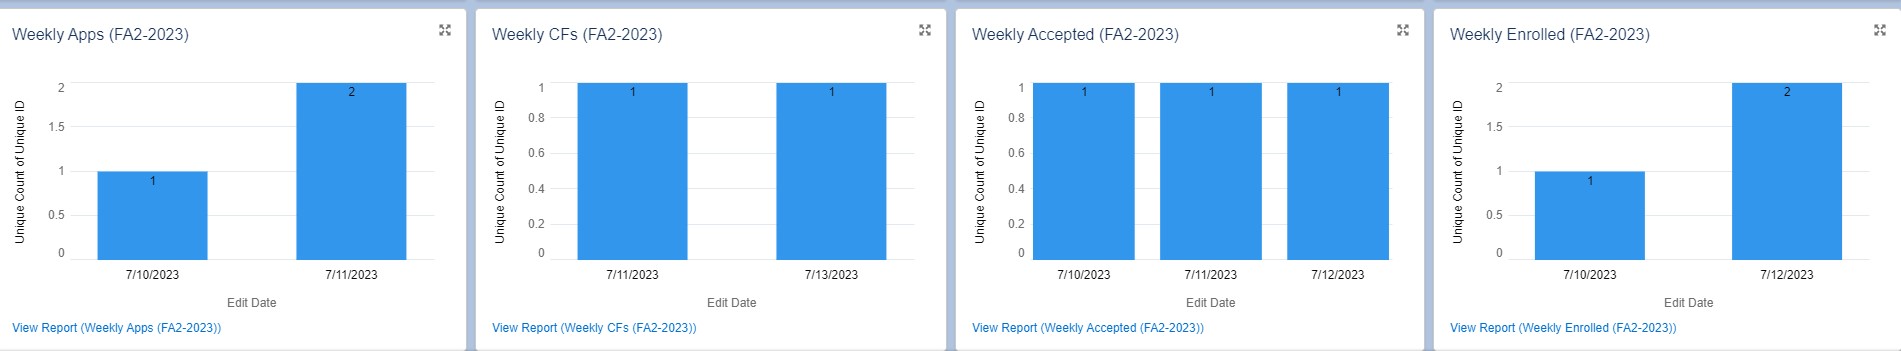 Weekly Apps (FA2-2023)
Unique Count of Unique ID
2
1.5
1
0.5
0
1
2
7/10/2023
7/11/2023
Edit Date
View Report (Weekly Apps (FA2-2023))
Weekly CFs (FA2-2023)
Unique Count of Unique ID
1
0.8
0.6
0.4
0.2
0
1
1
7/11/2023
7/13/2023
Edit Date
View Report (Weekly CFs (FA2-2023))
Weekly Accepted (FA2-2023)
Unique Count of Unique ID
1
0.8
0.6
0.4
0.2
0
1
1
1
7/10/2023
7/11/2023
7/12/2023
Edit Date
View Report (Weekly Accepted (FA2-2023))
Weekly Enrolled (FA2-2023)
Unique Count of Unique ID
2
1.5
1
0.5
0
1
2
7/10/2023
7/12/2023
Edit Date
View Report (Weekly Enrolled (FA2-2023))